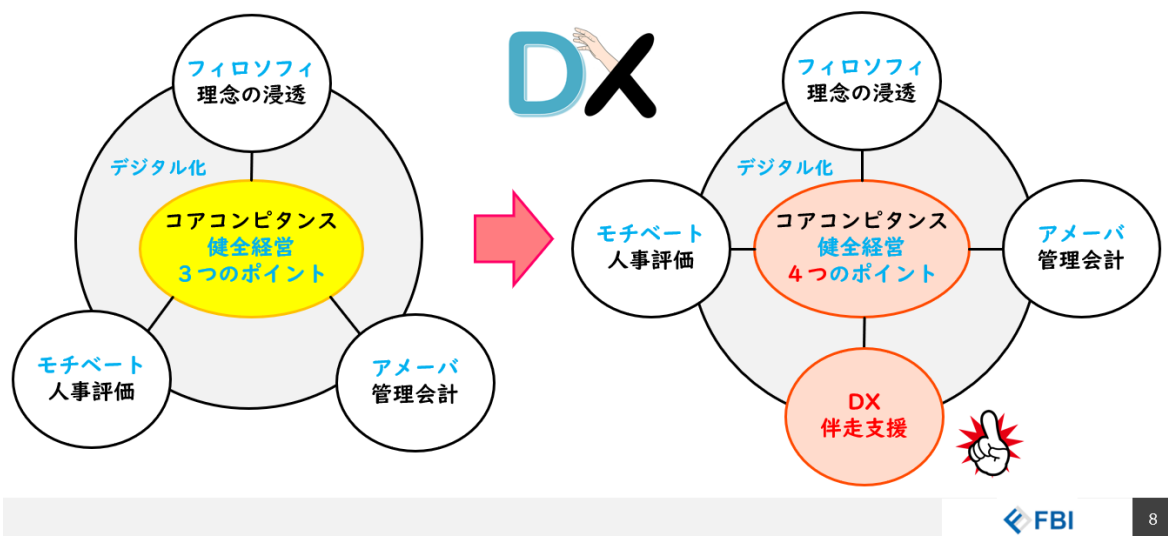 フィロソフィ
理念の浸透
デジタル化
コアコンピタンス
健全経営
３つのポイント
モチベート
人事評価
アメーバ
管理会計
DX
フィロソフィ
理念の浸透
デジタル化
モチベート
人事評価
コアコンピタンス
健全経営
４つのポイント
アメーバ
管理会計
DX
伴走支援
FBI
8